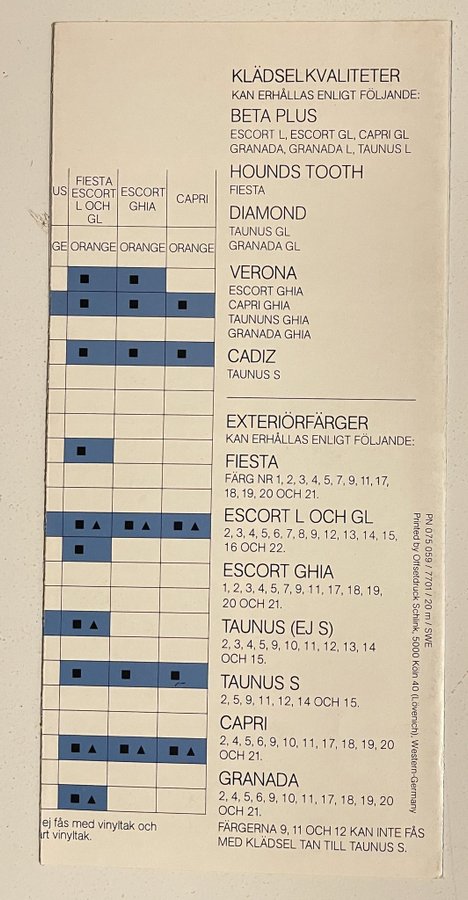 US
FIESTA
ESCORT
L OCH
GL
ESCORT
GHIA
CAPRI
GE
ORANGE
ORANGE
ORANGE
ej fås med vinyltak och
art vinyltak.
KLÄDSELKVALITETER
KAN ERHÅLLAS ENLIGT FÖLJANDE:
BETA PLUS
ESCORT L, ESCORT GL, CAPRI GL
GRANADA, GRANADA L, TAUNUS L
HOUNDS TOOTH
FIESTA
DIAMOND
TAUNUS GL
GRANADA GL
VERONA
ESCORT GHIA
CAPRI GHIA
TAUNUNS GHIA
GRANADA GHIA
CADIZ
TAUNUS S
EXTERIÖRFÄRGER
KAN ERHÅLLAS ENLIGT FÖLJANDE:
FIESTA
FÄRG NR 1, 2, 3, 4, 5, 7, 9, 11, 17,
18, 19, 20 OCH 21.
ESCORT L OCH GL
2, 3, 4, 5, 6, 7, 8, 9, 12, 13, 14, 15,
16 OCH 22.
ESCORT GHIA
1, 2, 3, 4, 5, 7, 9, 11, 17, 18, 19,
20 OCH 21.
TAUNUS (EJ S)
2, 3, 4, 5, 9, 10, 11, 12, 13, 14
OCH 15.
TAUNUS S
2, 5, 9, 11, 12, 14 OCH 15.
CAPRI
2, 4, 5, 6, 9, 10, 11, 17, 18, 19, 20
OCH 21.
GRANADA
2, 4, 5, 6, 9, 10, 11, 17, 18, 19, 20
OCH 21.
FÄRGERNA 9, 11 OCH 12 KAN INTE FÅS
MED KLÄDSEL TAN TILL TAUNUS S.
PN 075 059 / 7701 / 20 m / SWE
Printed by Offsetdruck Schlink, 5000 Köln 40 (Lövenich), Western-Germany